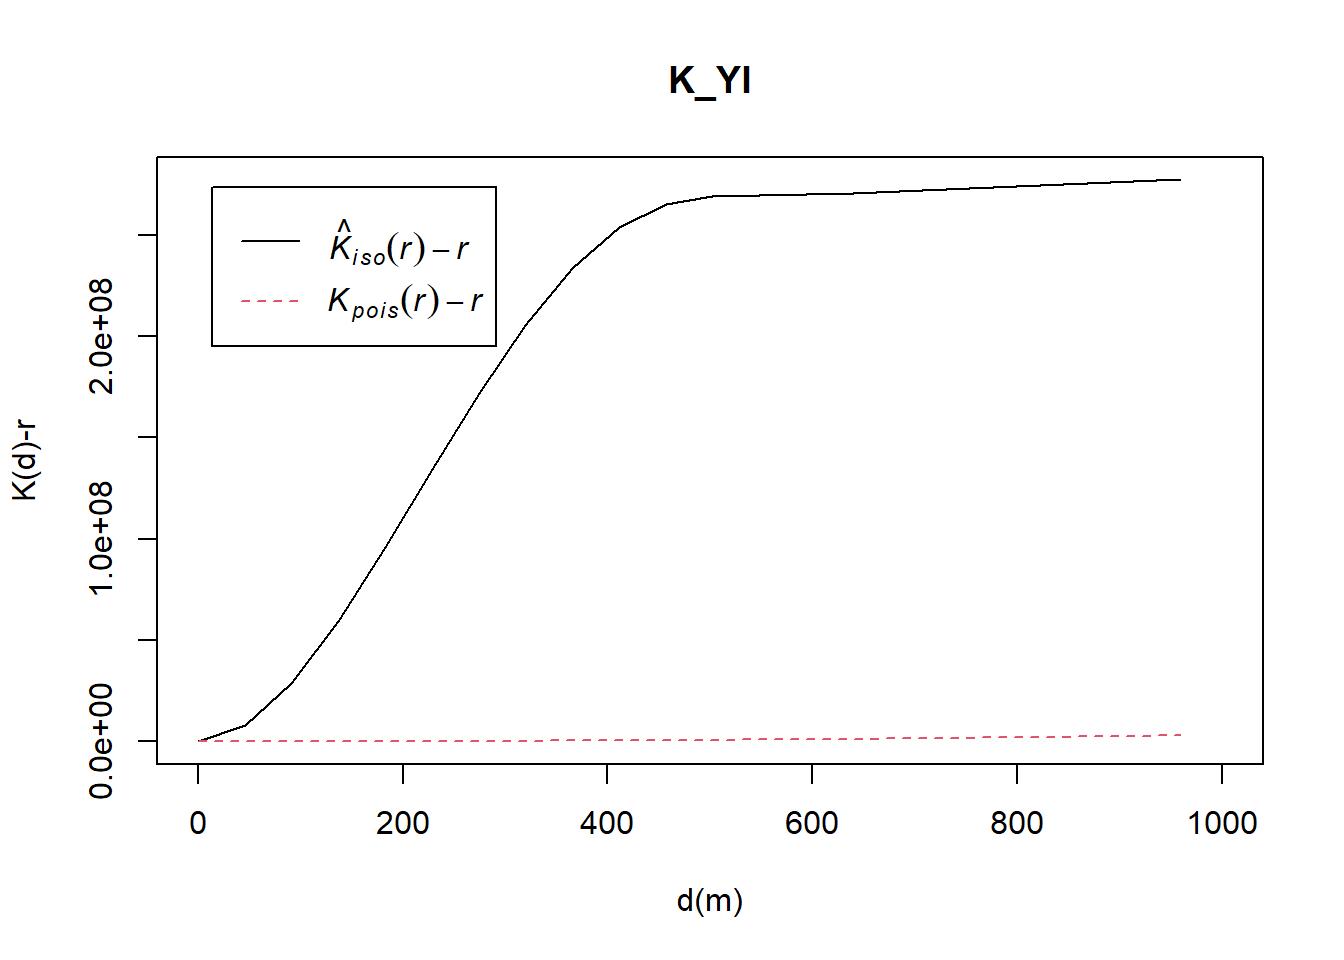 K_YI
K̂iso(r) – r
Kpois(r) – r
K(d)-r
2.0e+08
1.0e+08
0.0e+00
0 200 400 600 800 1000
d(m)